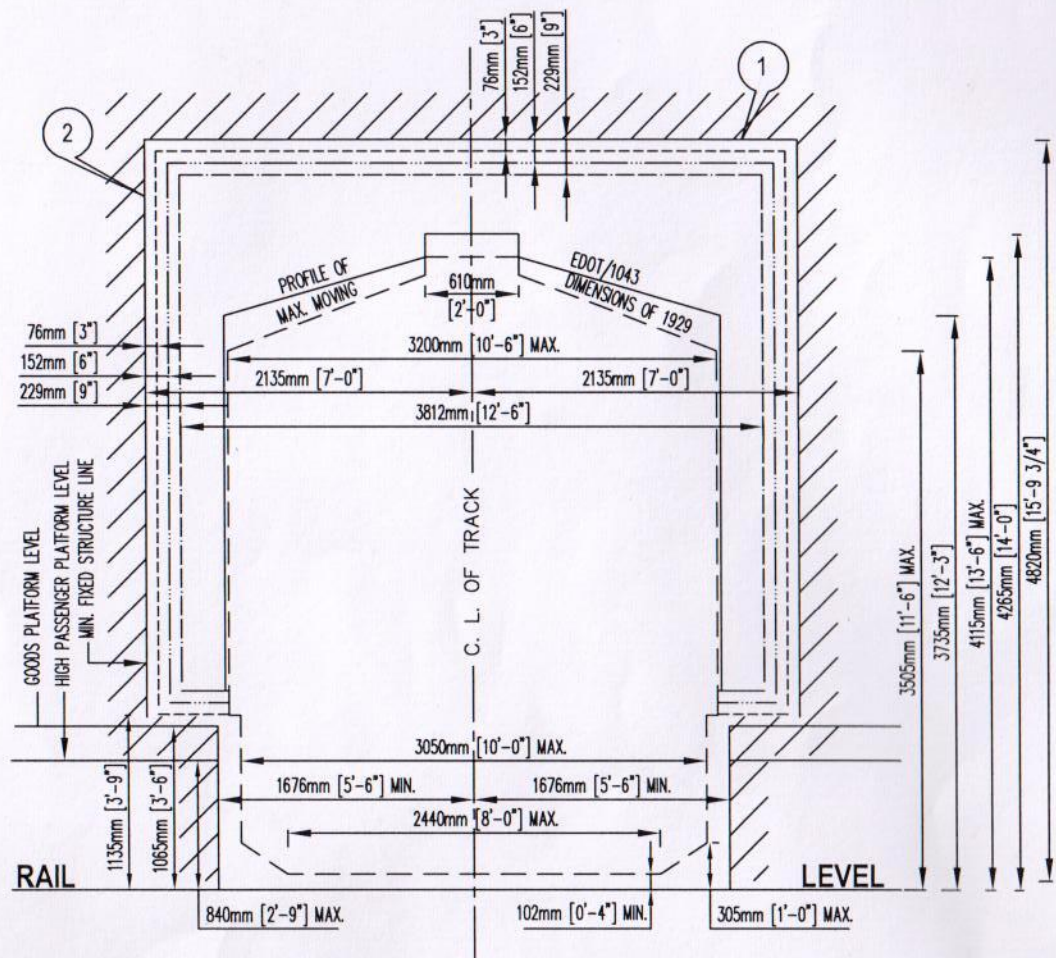 76mm [3"]
152mm [6"]
229mm [9"]
1
2
PROFILE OF
MAX. MOVING
EDOT/1043
DIMENSIONS OF 1929
610mm
[2'-0"]
76mm [3"]
152mm [6"]
229mm [9"]
3200mm [10'-6"] MAX.
2135mm [7'-0"]
2135mm [7'-0"]
3812mm [12'-6"]
GOODS PLATFORM LEVEL
HIGH PASSENGER PLATFORM LEVEL
MIN. FIXED STRUCTURE LINE
C. L. OF TRACK
3505mm [11'-6"] MAX.
3735mm [12'-3"]
4115mm [13'-6"] MAX.
4265mm [14'-0"]
4820mm [15'-9 3/4"]
3050mm [10'-0"] MAX.
1676mm [5'-6"] MIN.
1676mm [5'-6"] MIN.
2440mm [8'-0"] MAX.
1135mm [3'-9"]
1065mm [3'-6"]
RAIL
LEVEL
840mm [2'-9"] MAX.
102mm [0'-4"] MIN.
305mm [1'-0"] MAX.